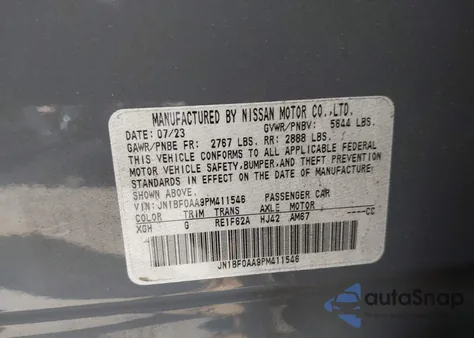 MANUFACTURED BY NISSAN MOTOR CO., LTD.
DATE: 07/23 GVWR/PNBV: 5844 LBS.
GAWR/PNBE FR: 2767 LBS. RR: 2888 LBS.
THIS VEHICLE CONFORMS TO ALL APPLICABLE FEDERAL
MOTOR VEHICLE SAFETY, BUMPER, AND THEFT PREVENTION
STANDARDS IN EFFECT ON THE DATE OF MANUFACTURE
SHOWN ABOVE.
VIN: JN1BF0AA9PM411546 PASSENGER CAR
COLOR TRIM TRANS AXLE MOTOR ----CC
XGH G RE1F62A HJ42 AM67
JN1BF0AA9PM411546
autoSnap